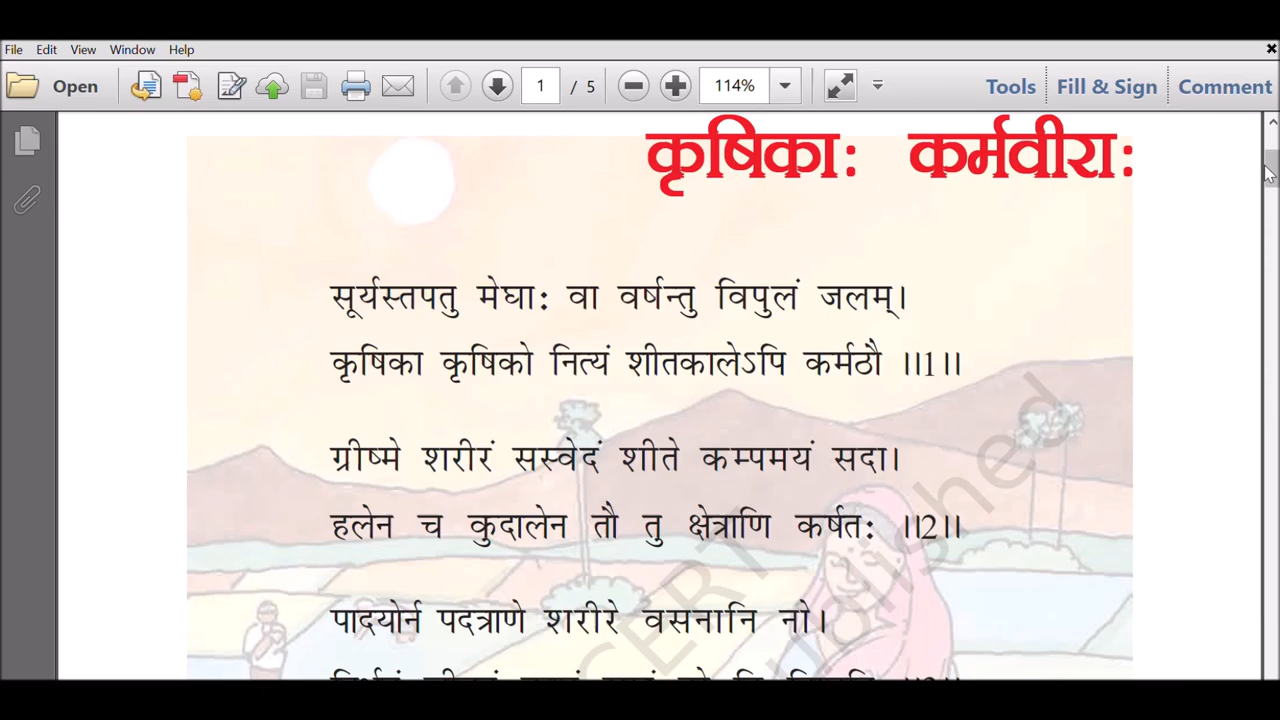 File Edit View Window Help
Open 1 / 5 114% Tools Fill & Sign Comment
कृषिकाः कर्मवीराः
सूर्यस्तपतु मेघाः वा वर्षन्तु विपुलं जलम्।
कृषिका कृषिको नित्यं शीतकालेऽपि कर्मठौ ।।1।।
ग्रीष्मे शरीरं सस्वेदं शीते कम्पमयं सदा।
हलेन च कुदालेन तौ तु क्षेत्राणि कर्षतः ।।2।।
पादयोर्न पदत्राणे शरीरे वसनानि नो।